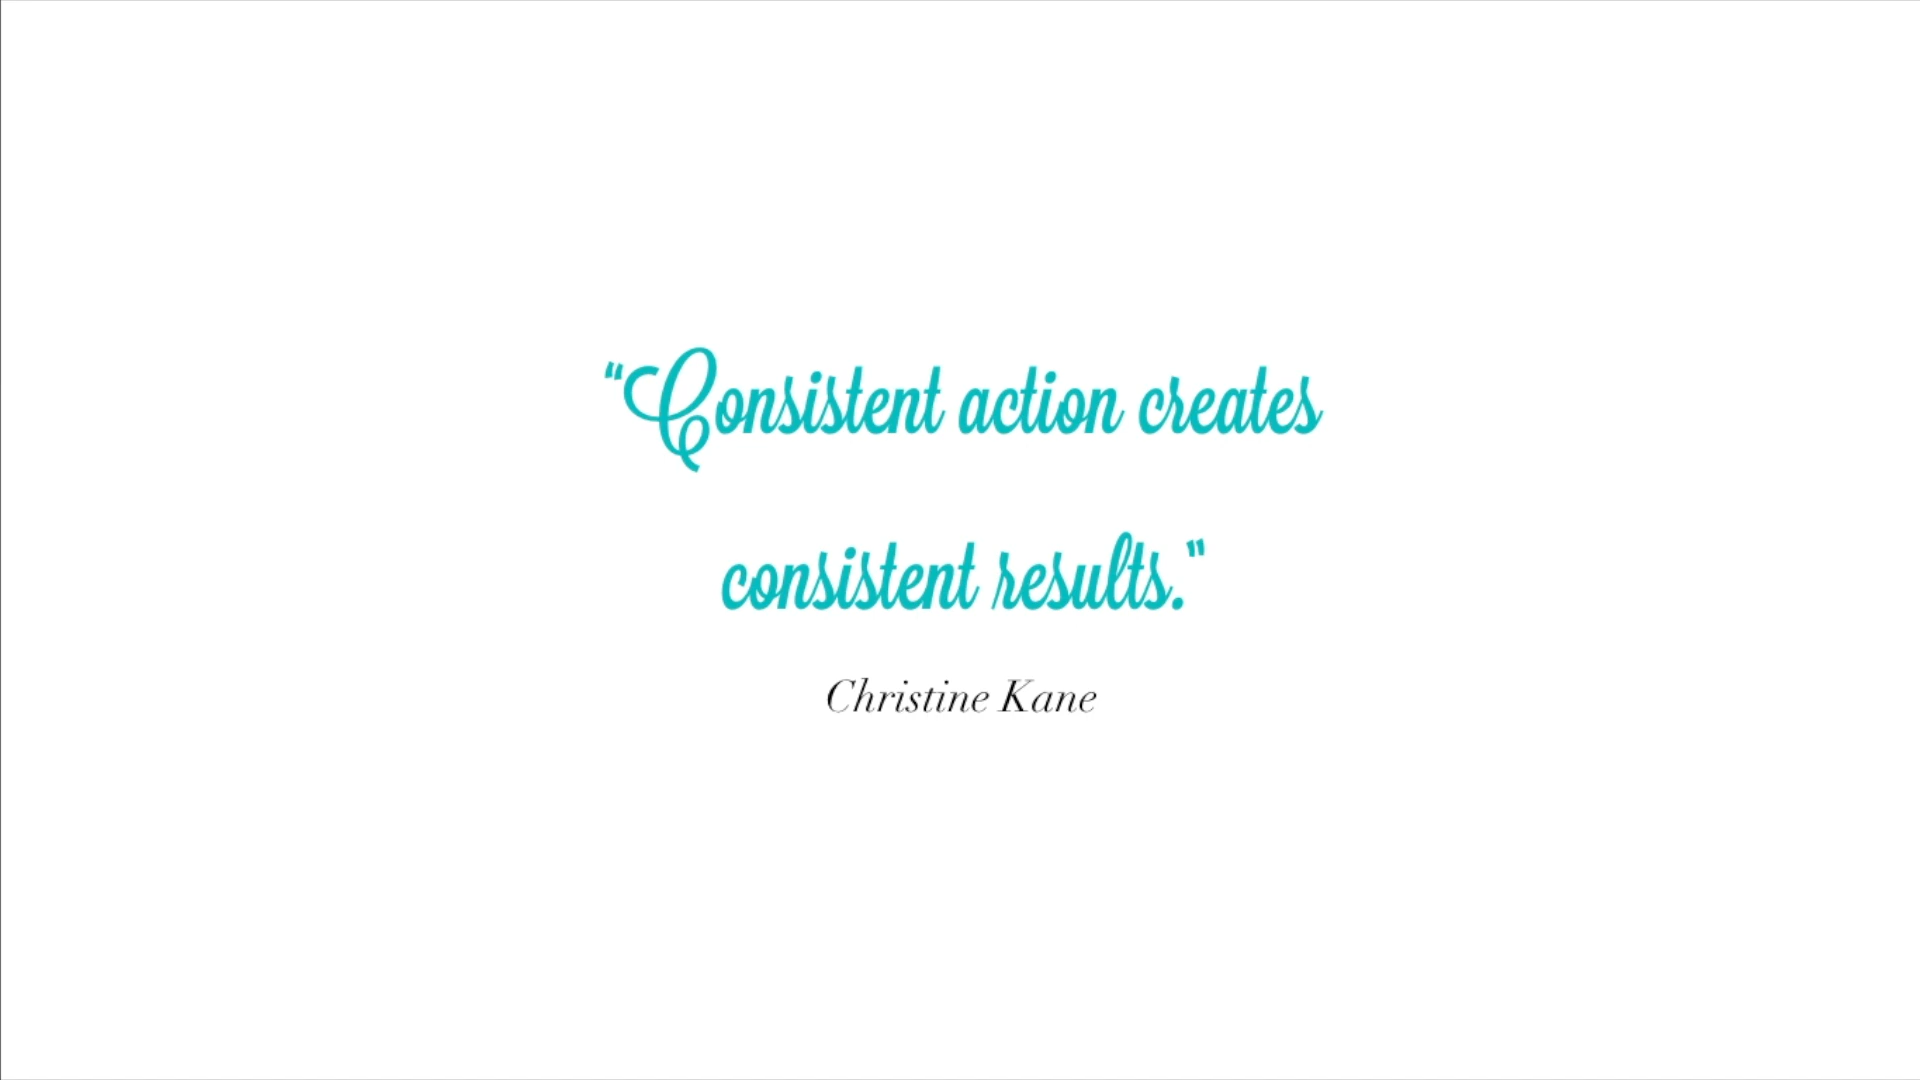 “Consistent action creates
consistent results.”
Christine Kane